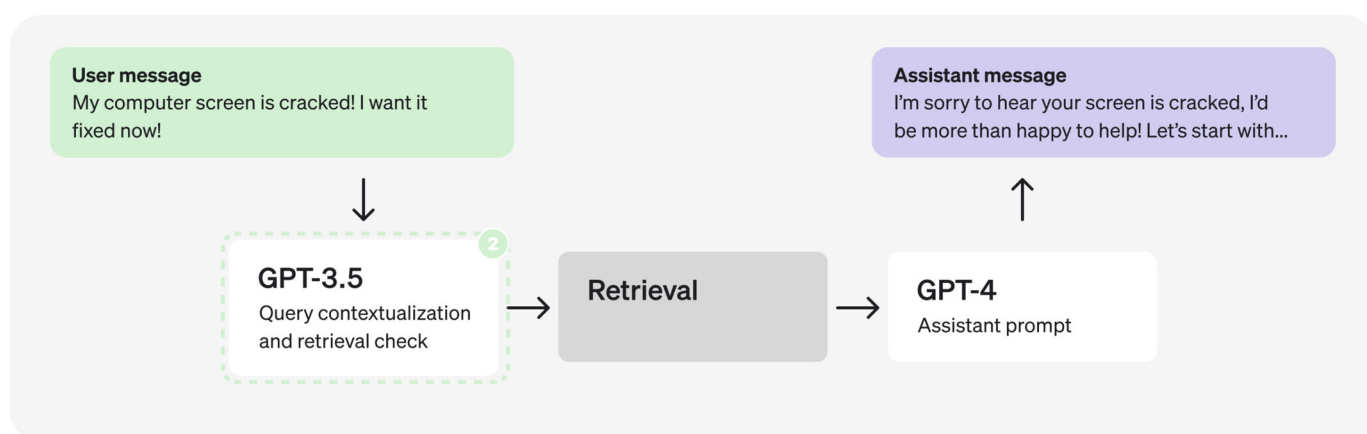 User message
My computer screen is cracked! I want it
fixed now!
Assistant message
I’m sorry to hear your screen is cracked, I’d
be more than happy to help! Let’s start with...
2
GPT-3.5
Query contextualization
and retrieval check
Retrieval
GPT-4
Assistant prompt